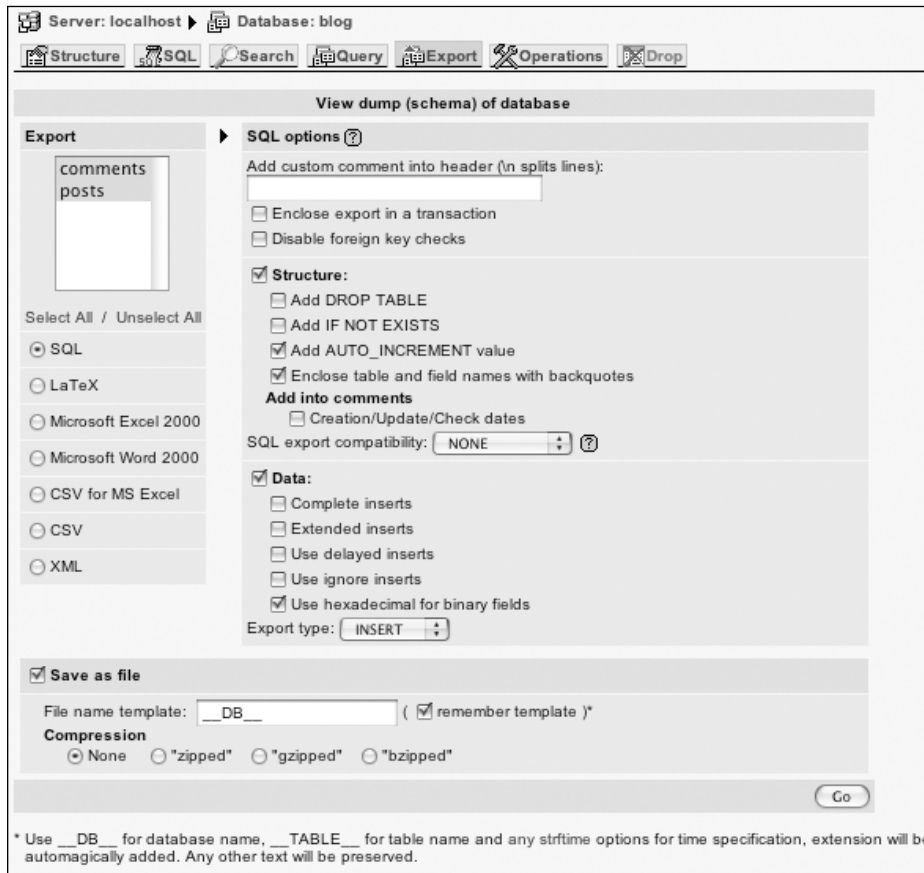 Server: localhost Database: blog
Structure SQL Search Query Export Operations Drop
View dump (schema) of database
Export
comments
posts
Select All / Unselect All
SQL
LaTeX
Microsoft Excel 2000
Microsoft Word 2000
CSV for MS Excel
CSV
XML
SQL options ?
Add custom comment into header (\n splits lines):
Enclose export in a transaction
Disable foreign key checks
Structure:
Add DROP TABLE
Add IF NOT EXISTS
Add AUTO_INCREMENT value
Enclose table and field names with backquotes
Add into comments
Creation/Update/Check dates
SQL export compatibility: NONE ?
Data:
Complete inserts
Extended inserts
Use delayed inserts
Use ignore inserts
Use hexadecimal for binary fields
Export type: INSERT
Save as file
File name template: __DB__ ( remember template )*
Compression
None "zipped" "gzipped" "bzipped"
Go
* Use __DB__ for database name, __TABLE__ for table name and any strftime options for time specification, extension will be
automagically added. Any other text will be preserved.